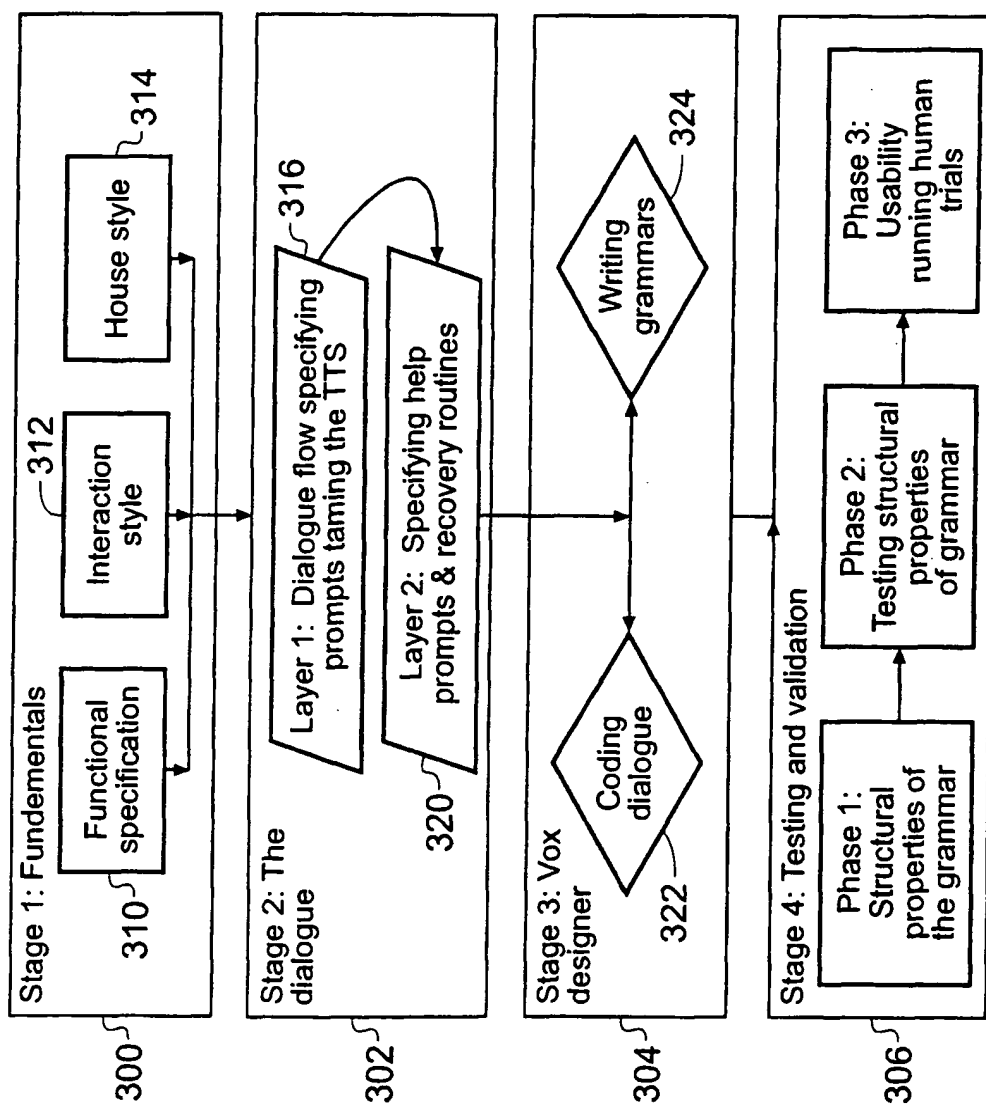 Stage 1: Fundementals
Functional
specification
310
Interaction
style
312
House style
314
300
Stage 2: The
dialogue
Layer 1: Dialogue flow specifying
prompts taming the TTS
316
Layer 2: Specifying help
prompts & recovery routines
320
302
Stage 3: Vox
designer
Coding
dialogue
322
Writing
grammars
324
304
Stage 4: Testing and validation
Phase 1:
Structural
properties of
the grammar
Phase 2:
Testing structural
properties
of grammar
Phase 3:
Usability
running human
trials
306